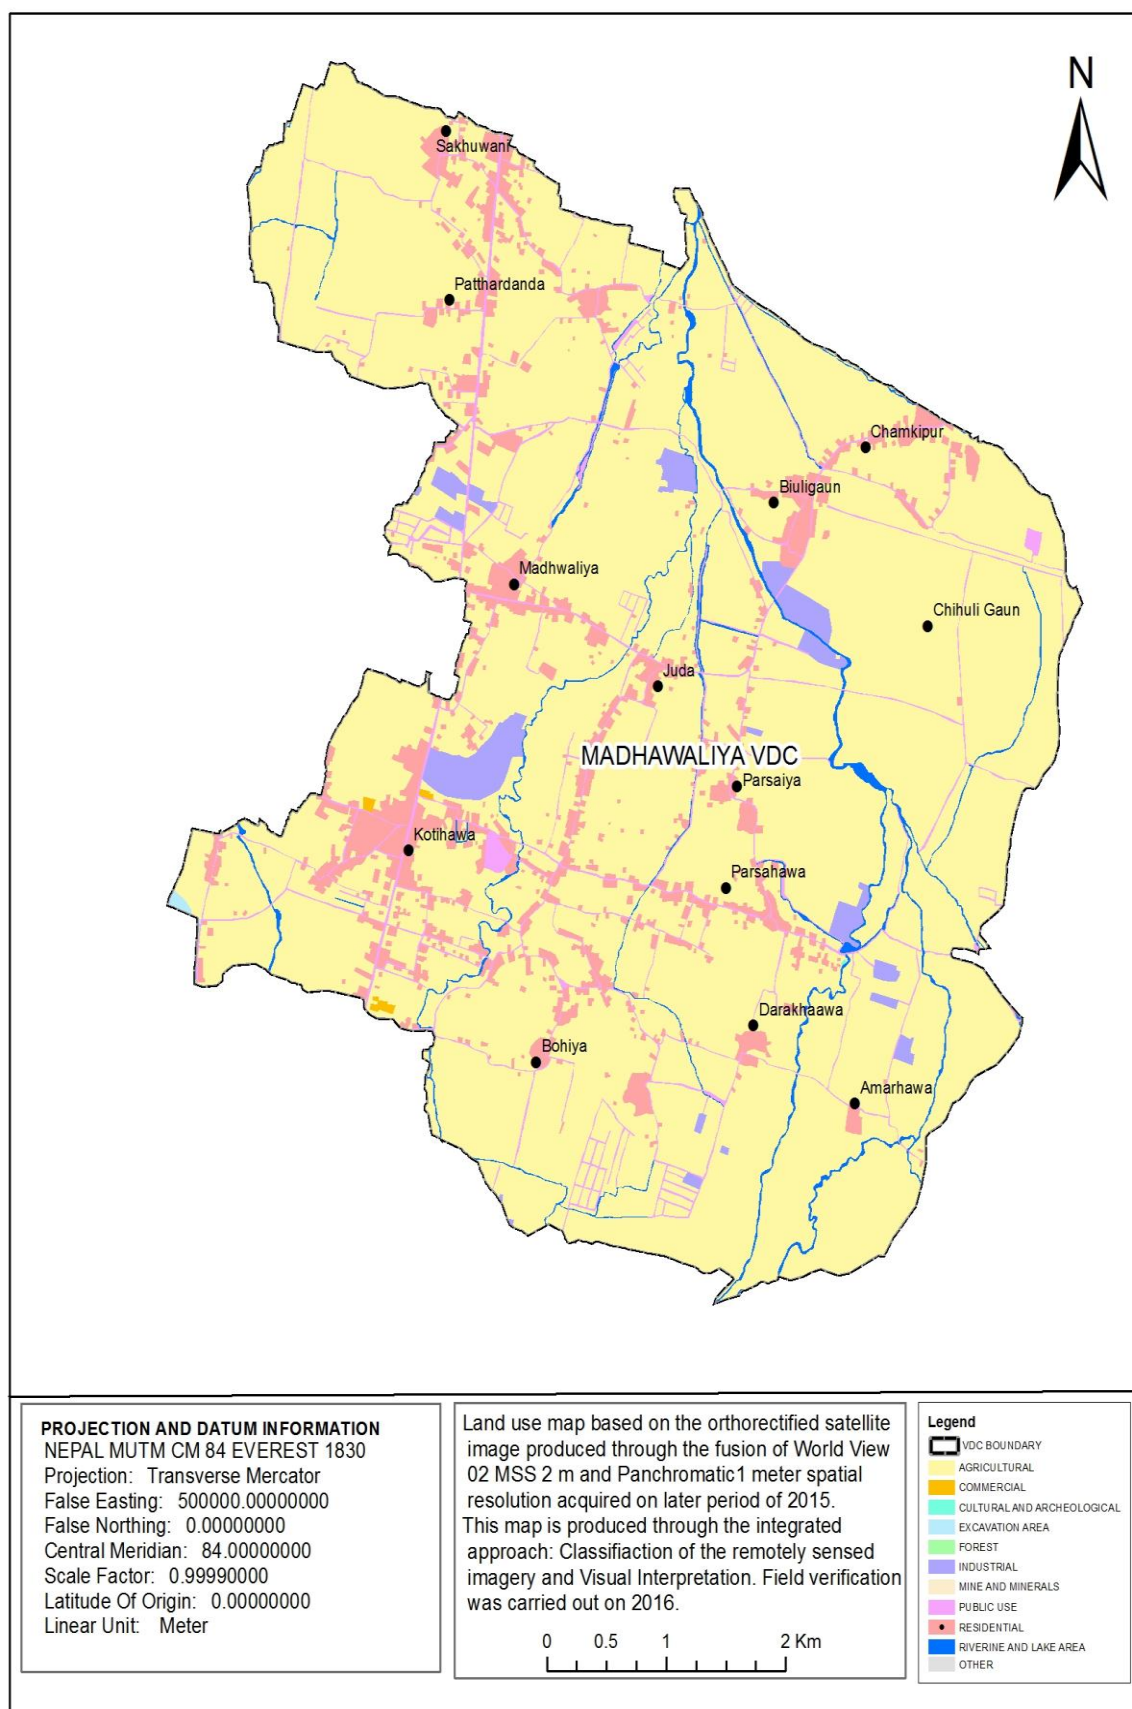 N
Sakhuwani
Patthardanda
Chamkipur
Biuligaun
Madhwaliya
Chihuli Gaun
Juda
MADHAWALIYA VDC
Parsaiya
Kotihawa
Parsahawa
Darakhaawa
Bohiya
Amarhawa
PROJECTION AND DATUM INFORMATION
NEPAL MUTM CM 84 EVEREST 1830
Projection: Transverse Mercator
False Easting: 500000.00000000
False Northing: 0.00000000
Central Meridian: 84.00000000
Scale Factor: 0.99990000
Latitude Of Origin: 0.00000000
Linear Unit: Meter
Land use map based on the orthorectified satellite
image produced through the fusion of World View
02 MSS 2 m and Panchromatic1 meter spatial
resolution acquired on later period of 2015.
This map is produced through the integrated
approach: Classifiaction of the remotely sensed
imagery and Visual Interpretation. Field verification
was carried out on 2016.
0 0.5 1 2 Km
Legend
VDC BOUNDARY
AGRICULTURAL
COMMERCIAL
CULTURAL AND ARCHEOLOGICAL
EXCAVATION AREA
FOREST
INDUSTRIAL
MINE AND MINERALS
PUBLIC USE
RESIDENTIAL
RIVERINE AND LAKE AREA
OTHER